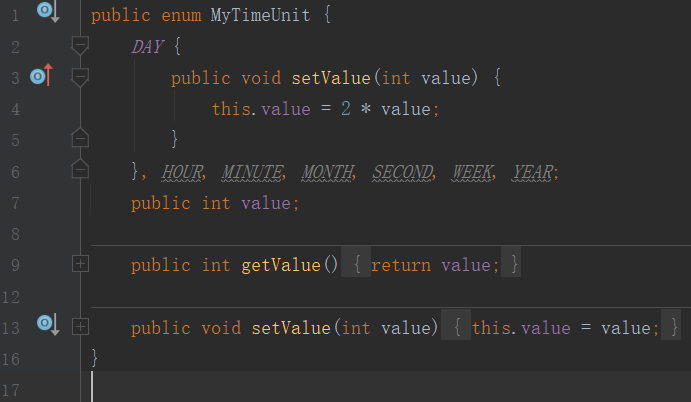 1 public enum MyTimeUnit {
2 DAY {
3 public void setValue(int value) {
4 this.value = 2 * value;
5 }
6 }, HOUR, MINUTE, MONTH, SECOND, WEEK, YEAR;
7 public int value;
8
9 public int getValue() { return value; }
12
13 public void setValue(int value) { this.value = value; }
16 }
17